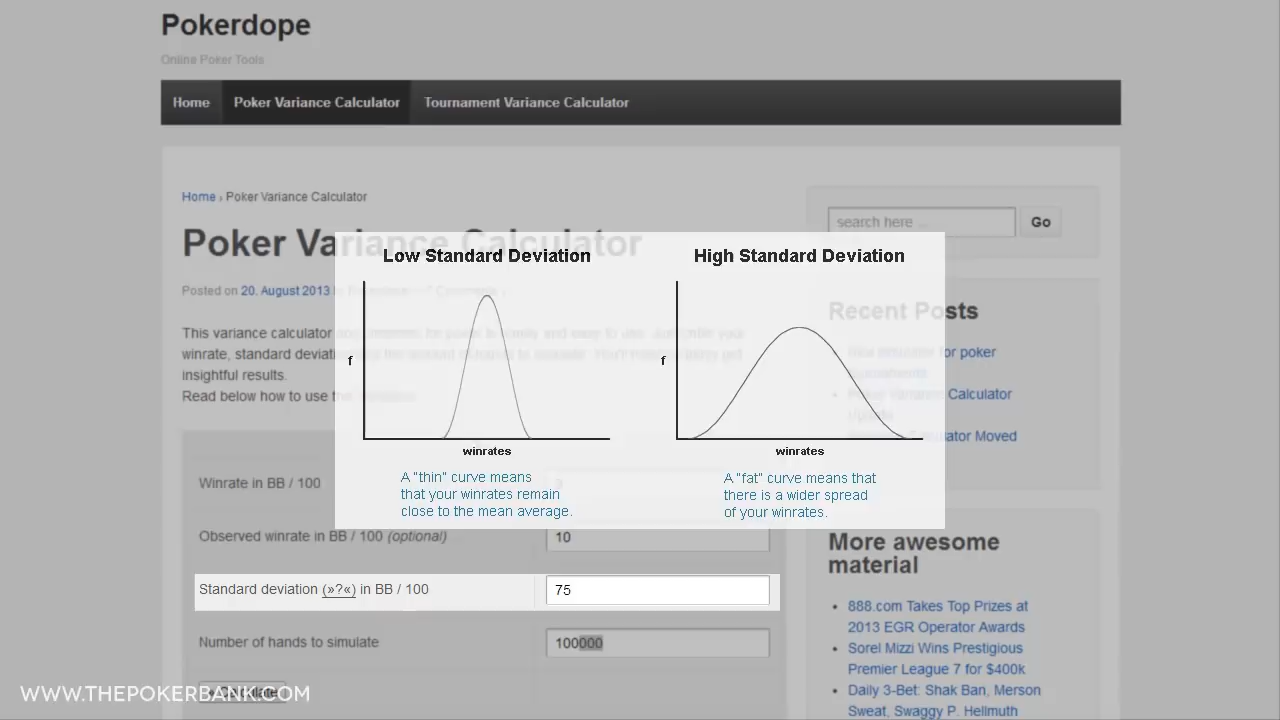 Pokerdope
Online Poker Tools
Home Poker Variance Calculator Tournament Variance Calculator
Home › Poker Variance Calculator
Poker Variance Calculator
Posted on 20. August 2013
This variance calculator
winrate, standard
insightful results.
Read below how to use
Low Standard Deviation
f
winrates
A "thin" curve means
that your winrates remain
close to the mean average.
High Standard Deviation
f
winrates
A "fat" curve means that
there is a wider spread
of your winrates.
Winrate in BB / 100
Observed winrate in BB / 100 (optional) 10
Standard deviation (»?«) in BB / 100 75
Number of hands to simulate 100000
Calculate
search here ... Go
Recent Posts
for poker
Calculator
Moved
More awesome
material
888.com Takes Top Prizes at
2013 EGR Operator Awards
Sorel Mizzi Wins Prestigious
Premier League 7 for $400k
Daily 3-Bet: Shak Ban, Merson
Sweat, Swaggy P. Hellmuth
WWW.THEPOKERBANK.COM